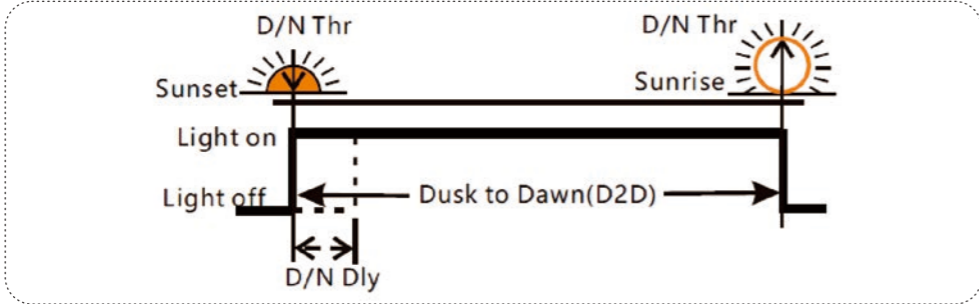 D/N Thr
D/N Thr
Sunset
Sunrise
Light on
Light off
Dusk to Dawn(D2D)
D/N Dly